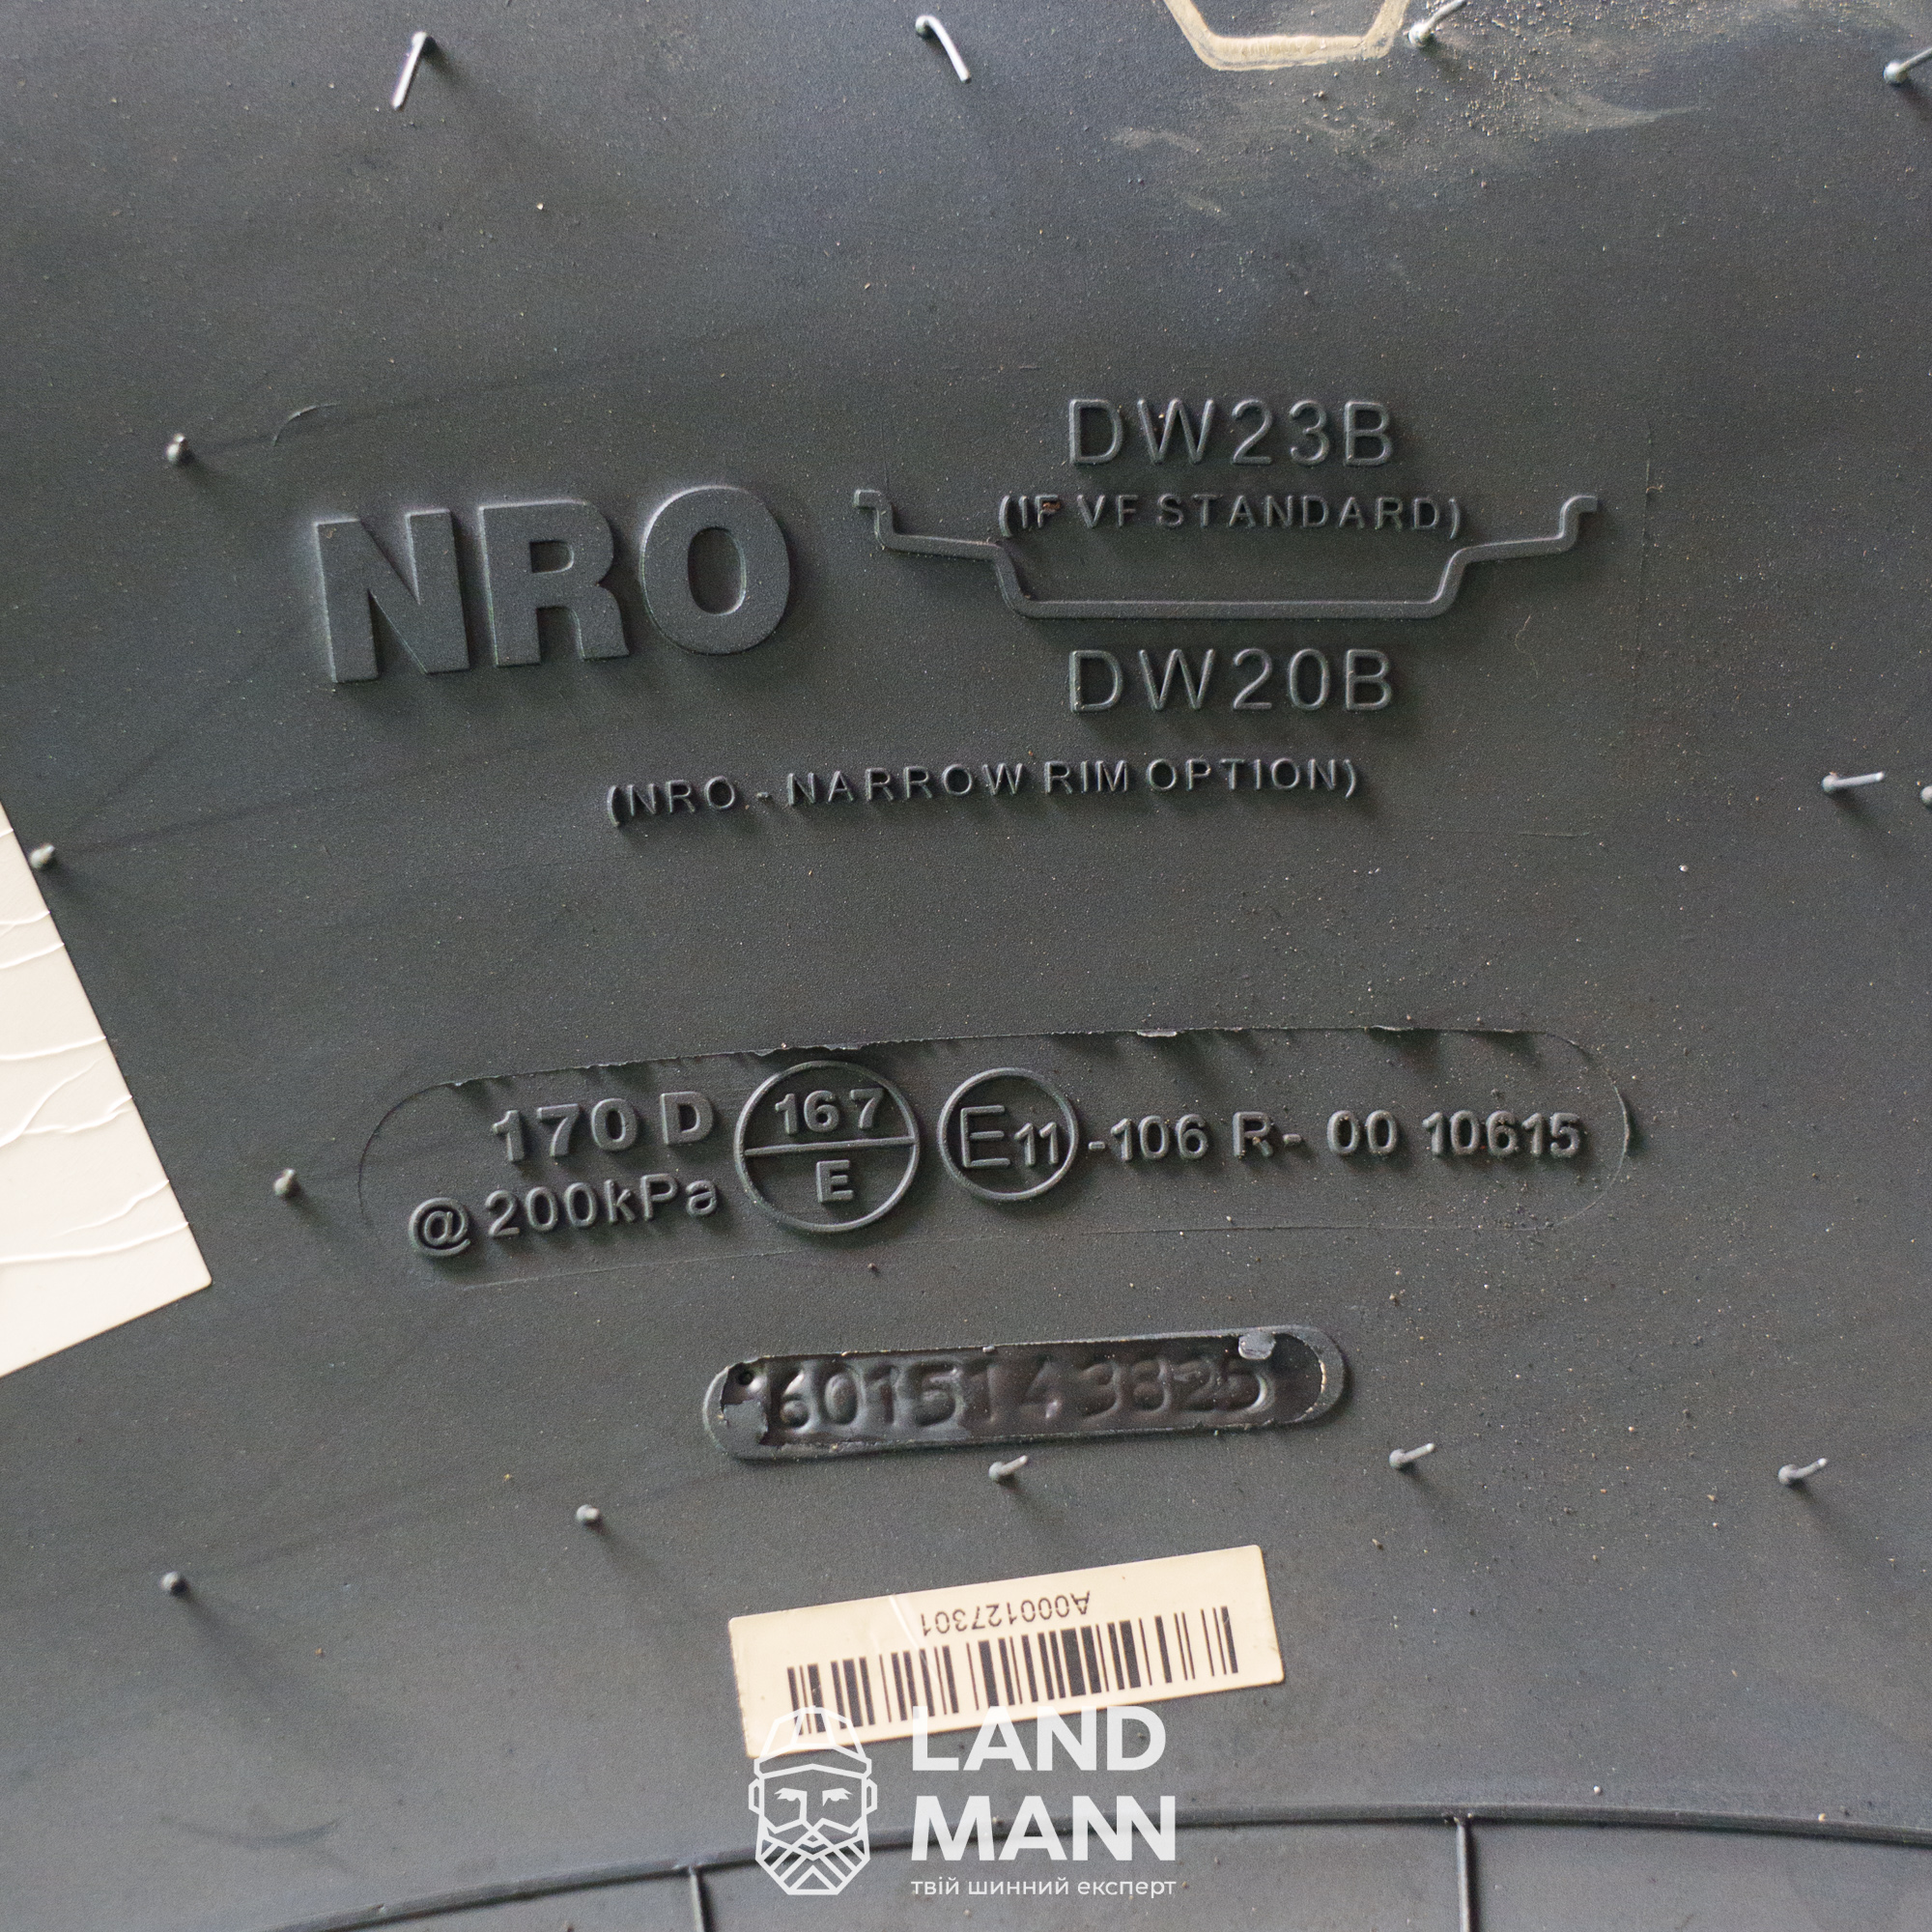 DW23B
(IF VF STANDARD)
NRO
DW20B
(NRO - NARROW RIM OPTION)
170 D
@ 200kPa
167
E
E11 -106 R- 00 10615
6015143825
A000127301
LAND
MANN
твій шинний експерт